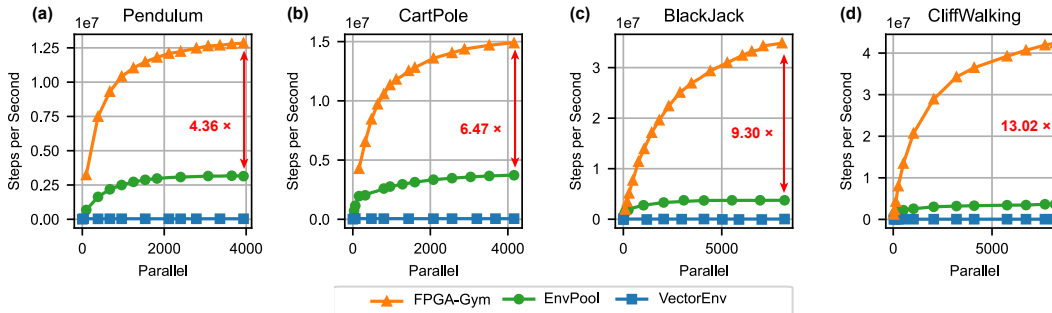 (a) Pendulum
1e7
Steps per Second
1.25
1.00
0.75
0.50
0.25
0.00
4.36 ×
0
2000
4000
Parallel
(b) CartPole
1e7
Steps per Second
1.5
1.0
0.5
0.0
6.47 ×
0
2000
4000
Parallel
(c) BlackJack
1e7
Steps per Second
3
2
1
0
9.30 ×
0
5000
Parallel
(d) CliffWalking
1e7
Steps per Second
4
3
2
1
0
13.02 ×
0
5000
Parallel
FPGA-Gym EnvPool VectorEnv